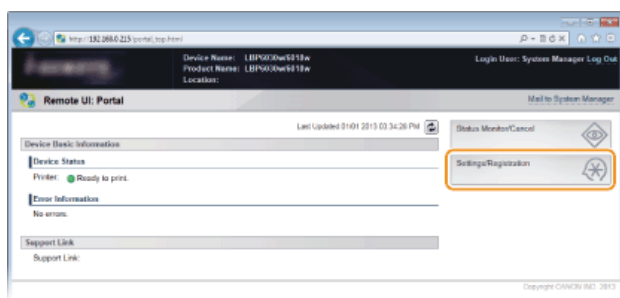 http://192.168.0.215/portal_top.html
Device Name: LBP6030w/6018w
Product Name: LBP6030w/6018w
Location:
Login User: System Manager Log Out
Remote UI: Portal
Mail to System Manager
Last Updated 01/01 2013 03:34:28 PM
Device Basic Information
Device Status
Printer: Ready to print.
Error Information
No errors.
Support Link
Support Link:
Status Monitor/Cancel
Settings/Registration
Copyright CANON INC. 2013